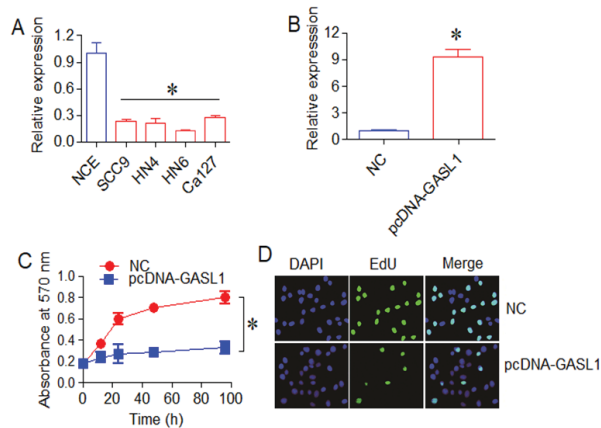 A
Relative expression
1.2
0.9
0.6
0.3
0.0
*
NCE
SCC9
HN4
HN6
Ca127
B
Relative expresssion
12
9
6
3
0
*
NC
pcDNA-GASL1
C
NC
pcDNA-GASL1
Absorbance at 570 nm
1.0
0.8
0.6
0.4
0.2
0.0
*
0 20 40 60 80 100
Time (h)
D
DAPI EdU Merge
NC
pcDNA-GASL1